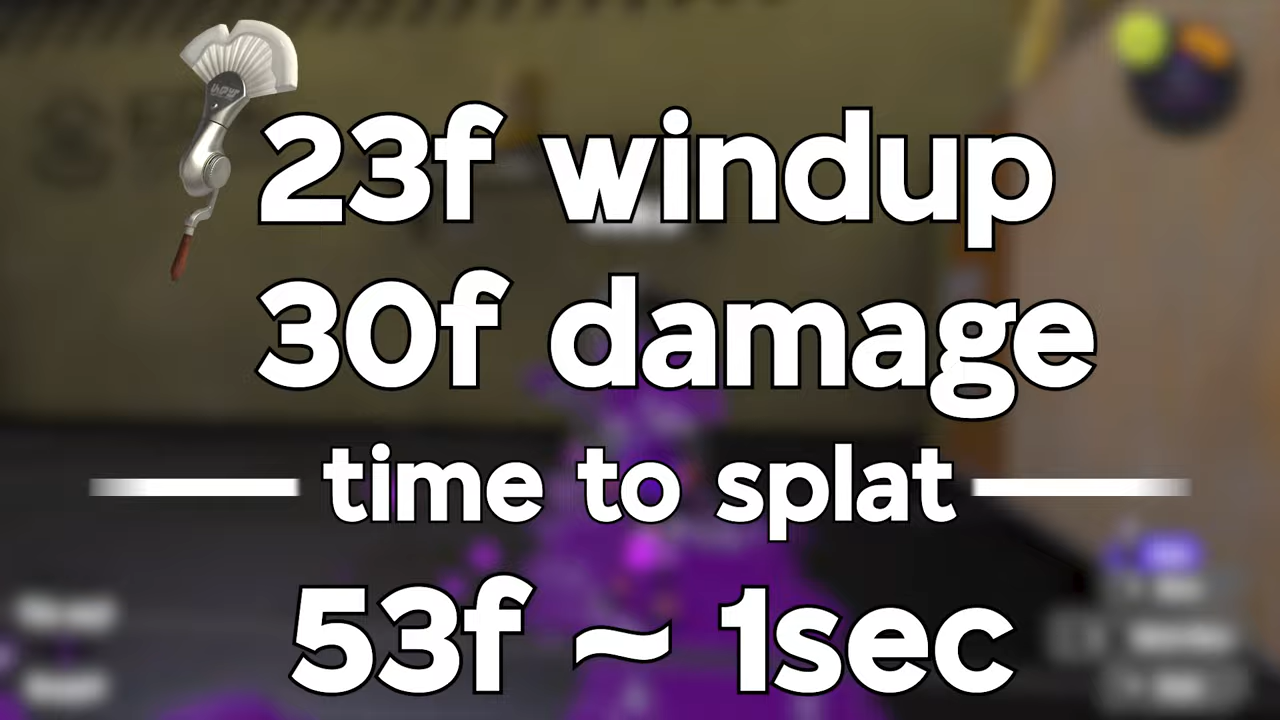 23f windup
30f damage
time to splat
53f ~ 1sec